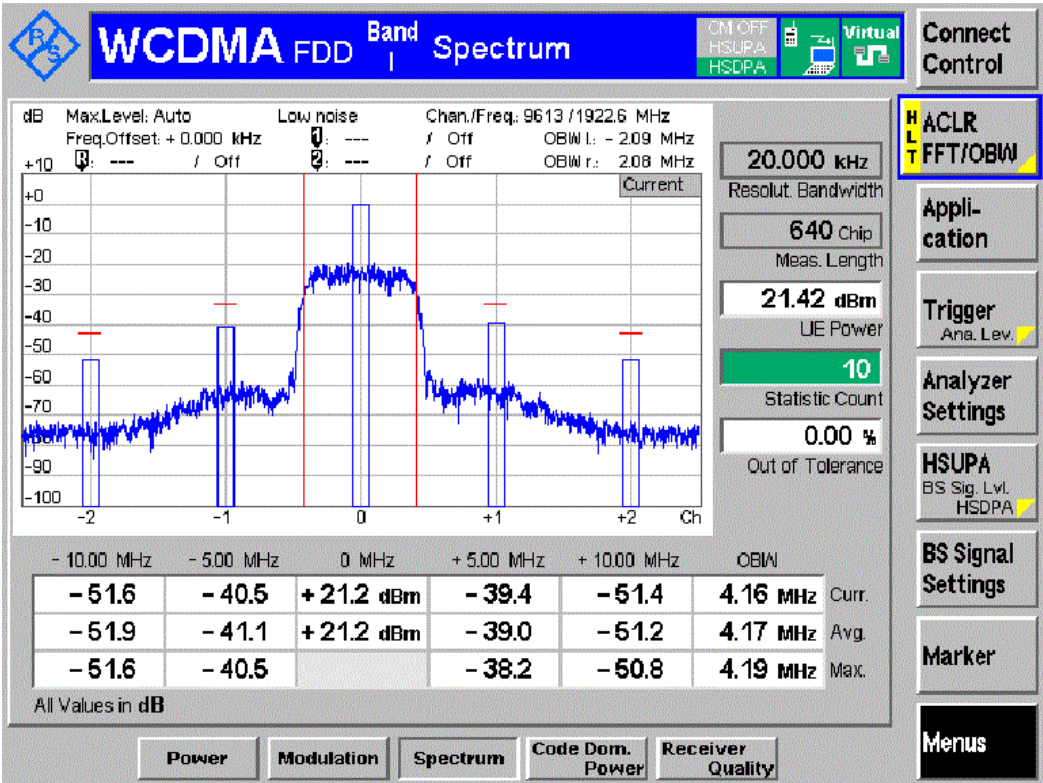 R S
WCDMA FDD Band I Spectrum
CM OFF
HSUPA
HSDPA
Virtual
Connect Control
dB Max.Level: Auto Low noise Chan./Freq.: 9613 / 1922.6 MHz
Freq.Offset: + 0.000 kHz 1: --- / Off OBW l.: - 2.09 MHz
R: --- / Off 2: --- / Off OBW r.: 2.08 MHz
Current
+10
+0
-10
-20
-30
-40
-50
-60
-70
-90
-100
-2 -1 0 +1 +2 Ch
20.000 kHz
Resolut. Bandwidth
640 Chip
Meas. Length
21.42 dBm
UE Power
10
Statistic Count
0.00 %
Out of Tolerance
- 10.00 MHz - 5.00 MHz 0 MHz + 5.00 MHz + 10.00 MHz OBW
- 51.6 - 40.5 + 21.2 dBm - 39.4 - 51.4 4.16 MHz Curr.
- 51.9 - 41.1 + 21.2 dBm - 39.0 - 51.2 4.17 MHz Avg.
- 51.6 - 40.5 - 38.2 - 50.8 4.19 MHz Max.
All Values in dB
HLT
ACLR
FFT/OBW
Appli-
cation
Trigger
Ana. Lev.
Analyzer
Settings
HSUPA
BS Sig. Lvl.
HSDPA
BS Signal
Settings
Marker
Menus
Power
Modulation
Spectrum
Code Dom.
Power
Receiver
Quality